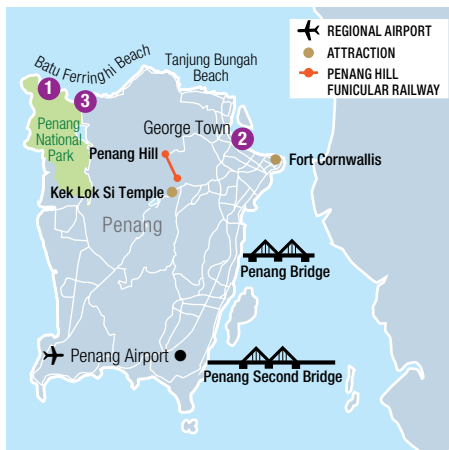 REGIONAL AIRPORT
ATTRACTION
PENANG HILL
FUNICULAR RAILWAY
Batu Ferringhi Beach
Tanjung Bungah
Beach
1
3
Penang
National
Park
George Town
2
Penang Hill
Fort Cornwallis
Kek Lok Si Temple
Penang
Penang Bridge
Penang Airport
Penang Second Bridge